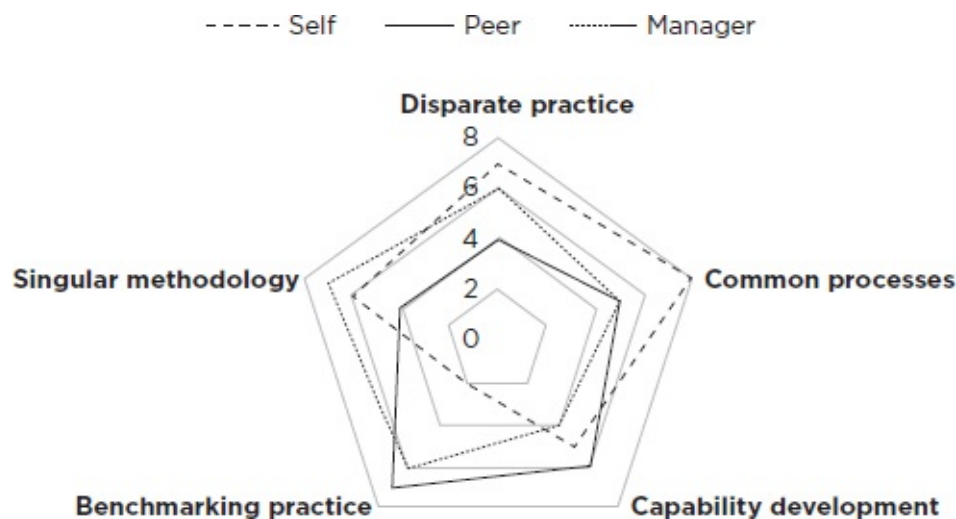 Self Peer Manager
Disparate practice
8
6
4
2
0
Singular methodology
Common processes
Benchmarking practice
Capability development